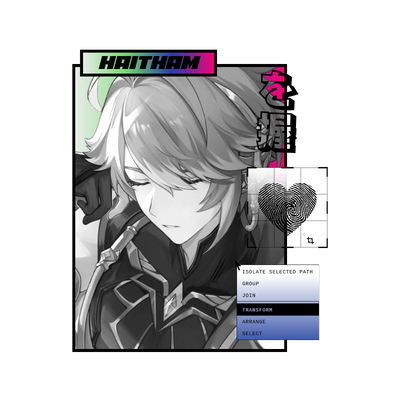 HAITHAM
を握
ISOLATE SELECTED PATH
GROUP
JOIN
TRANSFORM
ARRANGE
SELECT